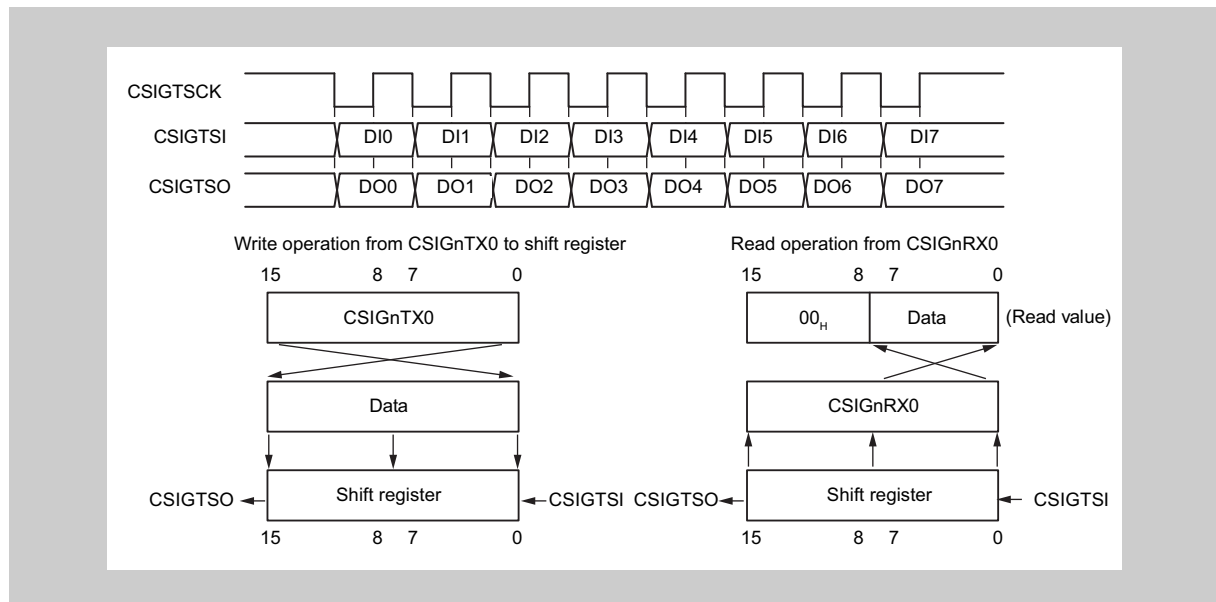 CSIGTSCK
CSIGTSI DI0 DI1 DI2 DI3 DI4 DI5 DI6 DI7
CSIGTSO DO0 DO1 DO2 DO3 DO4 DO5 DO6 DO7
Write operation from CSIGnTX0 to shift register Read operation from CSIGnRX0
15 8 7 0 15 8 7 0
CSIGnTX0 00H Data (Read value)
Data CSIGnRX0
CSIGTSO Shift register CSIGTSI CSIGTSO Shift register CSIGTSI
15 8 7 0 15 8 7 0